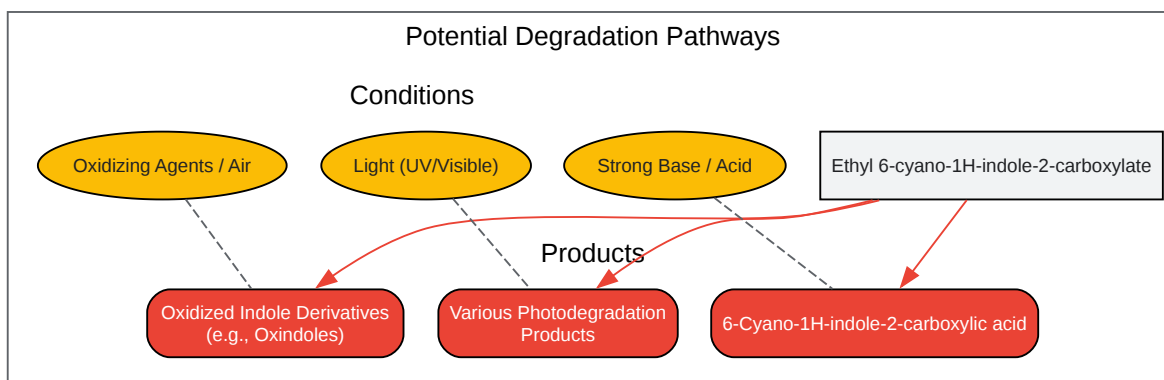 Potential Degradation Pathways
Conditions
Oxidizing Agents / Air
Light (UV/Visible)
Strong Base / Acid
Ethyl 6-cyano-1H-indole-2-carboxylate
Products
Oxidized Indole Derivatives
(e.g., Oxindoles)
Various Photodegradation
Products
6-Cyano-1H-indole-2-carboxylic acid